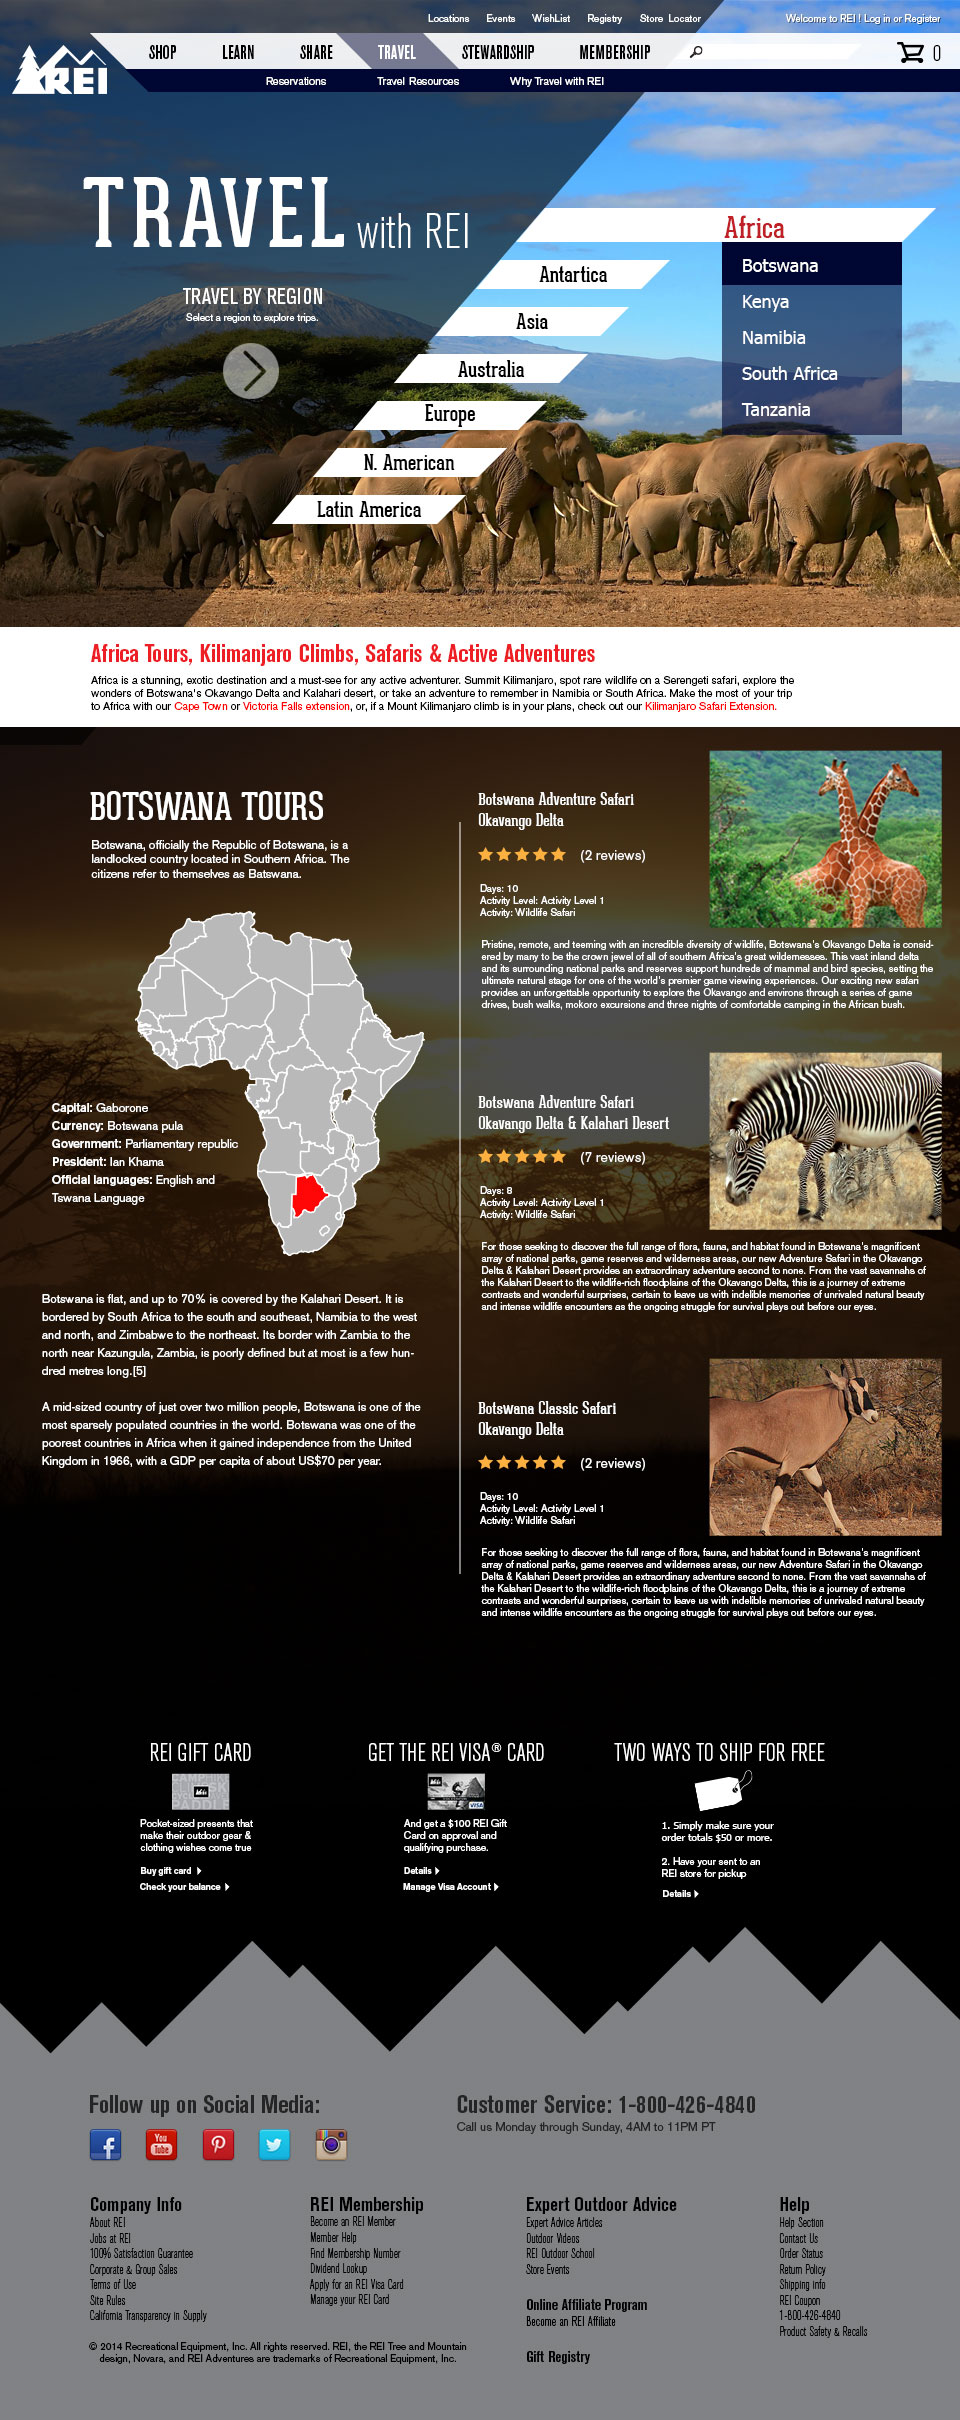 Locations Events WishList Registry Store Locator Welcome to REI ! Log in or Register
REI SHOP LEARN SHARE TRAVEL STEWARDSHIP MEMBERSHIP 0
Reservations Travel Resources Why Travel with REI
TRAVEL with REI
TRAVEL BY REGION
Select a region to explore trips.
Africa
Antartica
Asia
Australia
Europe
N. American
Latin America
Botswana
Kenya
Namibia
South Africa
Tanzania
Africa Tours, Kilimanjaro Climbs, Safaris & Active Adventures
Africa is a stunning, exotic destination and a must-see for any active adventurer. Summit Kilimanjaro, spot rare wildlife on a Serengeti safari, explore the
wonders of Botswana's Okavango Delta and Kalahari desert, or take an adventure to remember in Namibia or South Africa. Make the most of your trip
to Africa with our Cape Town or Victoria Falls extension, or, if a Mount Kilimanjaro climb is in your plans, check out our Kilimanjaro Safari Extension.
BOTSWANA TOURS
Botswana, officially the Republic of Botswana, is a
landlocked country located in Southern Africa. The
citizens refer to themselves as Batswana.
Capital: Gaborone
Currency: Botswana pula
Government: Parliamentary republic
President: Ian Khama
Official languages: English and
Tswana Language
Botswana is flat, and up to 70% is covered by the Kalahari Desert. It is
bordered by South Africa to the south and southeast, Namibia to the west
and north, and Zimbabwe to the northeast. Its border with Zambia to the
north near Kazungula, Zambia, is poorly defined but at most is a few hun-
dred metres long.[5]
A mid-sized country of just over two million people, Botswana is one of the
most sparsely populated countries in the world. Botswana was one of the
poorest countries in Africa when it gained independence from the United
Kingdom in 1966, with a GDP per capita of about US$70 per year.
Botswana Adventure Safari
Okavango Delta
(2 reviews)
Days: 10
Activity Level: Activity Level 1
Activity: Wildlife Safari
Pristine, remote, and teeming with an incredible diversity of wildlife, Botswana's Okavango Delta is consid-
ered by many to be the crown jewel of all of southern Africa's great wildernesses. This vast inland delta
and its surrounding national parks and reserves support hundreds of mammal and bird species, setting the
ultimate natural stage for one of the world's premier game viewing experiences. Our exciting new safari
provides an unforgettable opportunity to explore the Okavango and environs through a series of game
drives, bush walks, mokoro excursions and three nights of comfortable camping in the African bush.
Botswana Adventure Safari
Okavango Delta & Kalahari Desert
(7 reviews)
Days: 8
Activity Level: Activity Level 1
Activity: Wildlife Safari
For those seeking to discover the full range of flora, fauna, and habitat found in Botswana's magnificent
array of national parks, game reserves and wilderness areas, our new Adventure Safari in the Okavango
Delta & Kalahari Desert provides an extraordinary adventure second to none. From the vast savannahs of
the Kalahari Desert to the wildlife-rich floodplains of the Okavango Delta, this is a journey of extreme
contrasts and wonderful surprises, certain to leave us with indelible memories of unrivaled natural beauty
and intense wildlife encounters as the ongoing struggle for survival plays out before our eyes.
Botswana Classic Safari
Okavango Delta
(2 reviews)
Days: 10
Activity Level: Activity Level 1
Activity: Wildlife Safari
For those seeking to discover the full range of flora, fauna, and habitat found in Botswana's magnificent
array of national parks, game reserves and wilderness areas, our new Adventure Safari in the Okavango
Delta & Kalahari Desert provides an extraordinary adventure second to none. From the vast savannahs of
the Kalahari Desert to the wildlife-rich floodplains of the Okavango Delta, this is a journey of extreme
contrasts and wonderful surprises, certain to leave us with indelible memories of unrivaled natural beauty
and intense wildlife encounters as the ongoing struggle for survival plays out before our eyes.
REI GIFT CARD
Pocket-sized presents that
make their outdoor gear &
clothing wishes come true
Buy gift card
Check your balance
GET THE REI VISA® CARD
VISA
And get a $100 REI Gift
Card on approval and
qualifying purchase.
Details
Manage Visa Account
TWO WAYS TO SHIP FOR FREE
1. Simply make sure your
order totals $50 or more.
2. Have your sent to an
REI store for pickup
Details
Follow up on Social Media:
You
Tube
Customer Service: 1-800-426-4840
Call us Monday through Sunday, 4AM to 11PM PT
Company Info
About REI
Jobs at REI
100% Satisfaction Guarantee
Corporate & Group Sales
Terms of Use
Site Rules
California Transparency in Supply
REI Membership
Become an REI Member
Member Help
Find Membership Number
Dividend Lookup
Apply for an REI Visa Card
Manage your REI Card
Expert Outdoor Advice
Expert Advice Articles
Outdoor Videos
REI Outdoor School
Store Events
Online Affiliate Program
Become an REI Affiliate
Gift Registry
Help
Help Section
Contact Us
Order Status
Return Policy
Shipping info
REI Coupon
1-800-426-4840
Product Safety & Recalls
© 2014 Recreational Equipment, Inc. All rights reserved. REI, the REI Tree and Mountain
design, Novara, and REI Adventures are trademarks of Recreational Equipment, Inc.